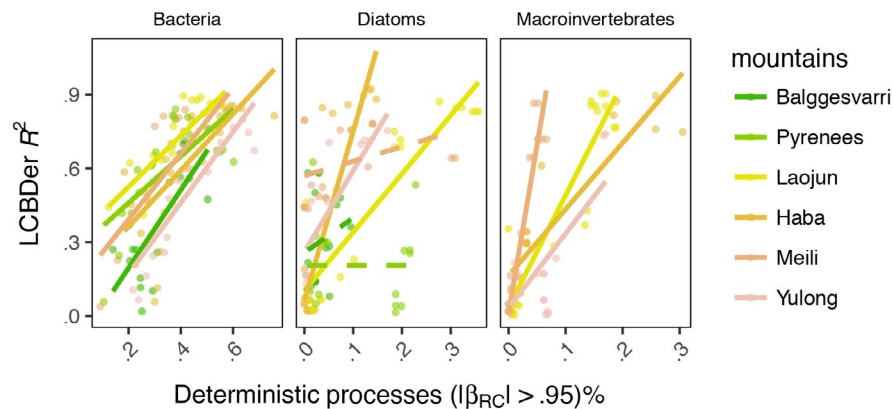 Bacteria Diatoms Macroinvertebrates
LCBDer R²
.9
.6
.3
.0
.2 .4 .6 .0 .1 .2 .3 .0 .1 .2 .3
Deterministic processes (|βRC| > .95)%
mountains
Balggesvarri
Pyrenees
Laojun
Haba
Meili
Yulong